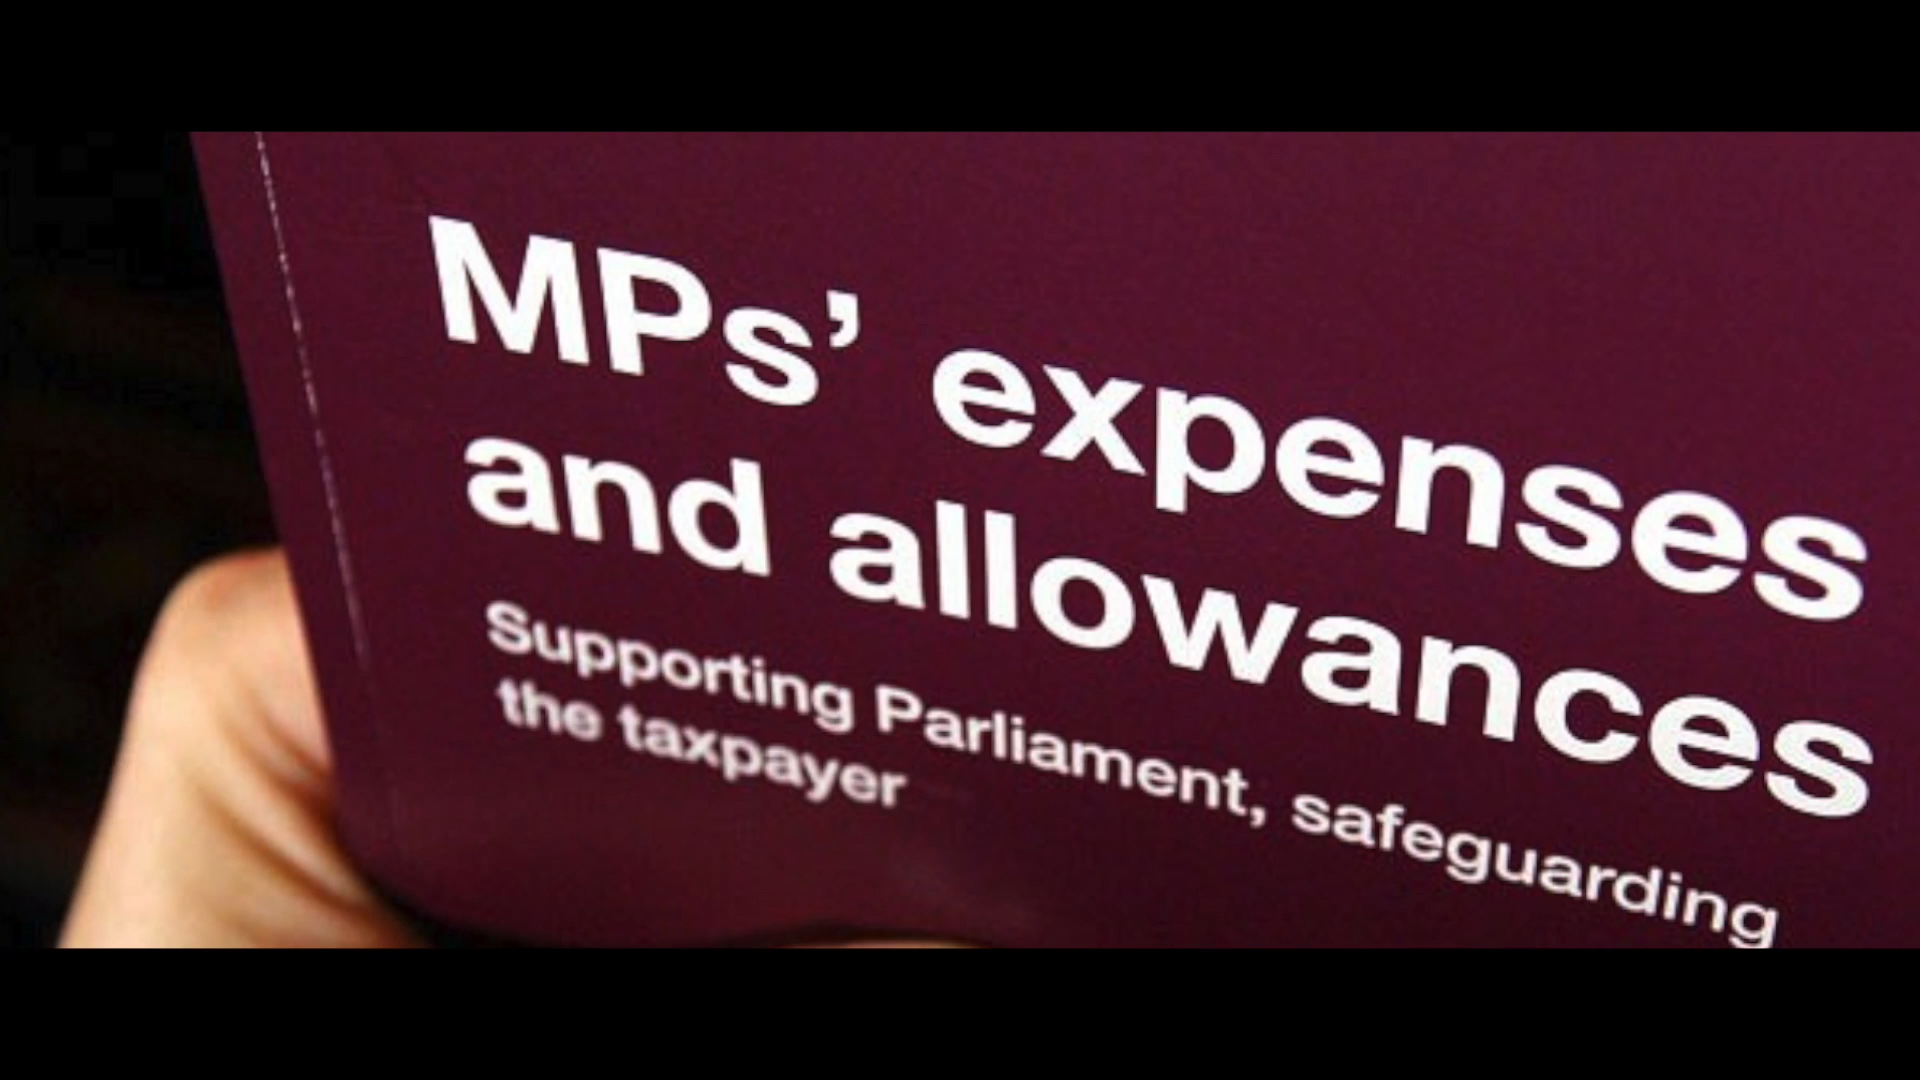 MPs’ expenses
and allowances
Supporting Parliament, safeguarding
the taxpayer